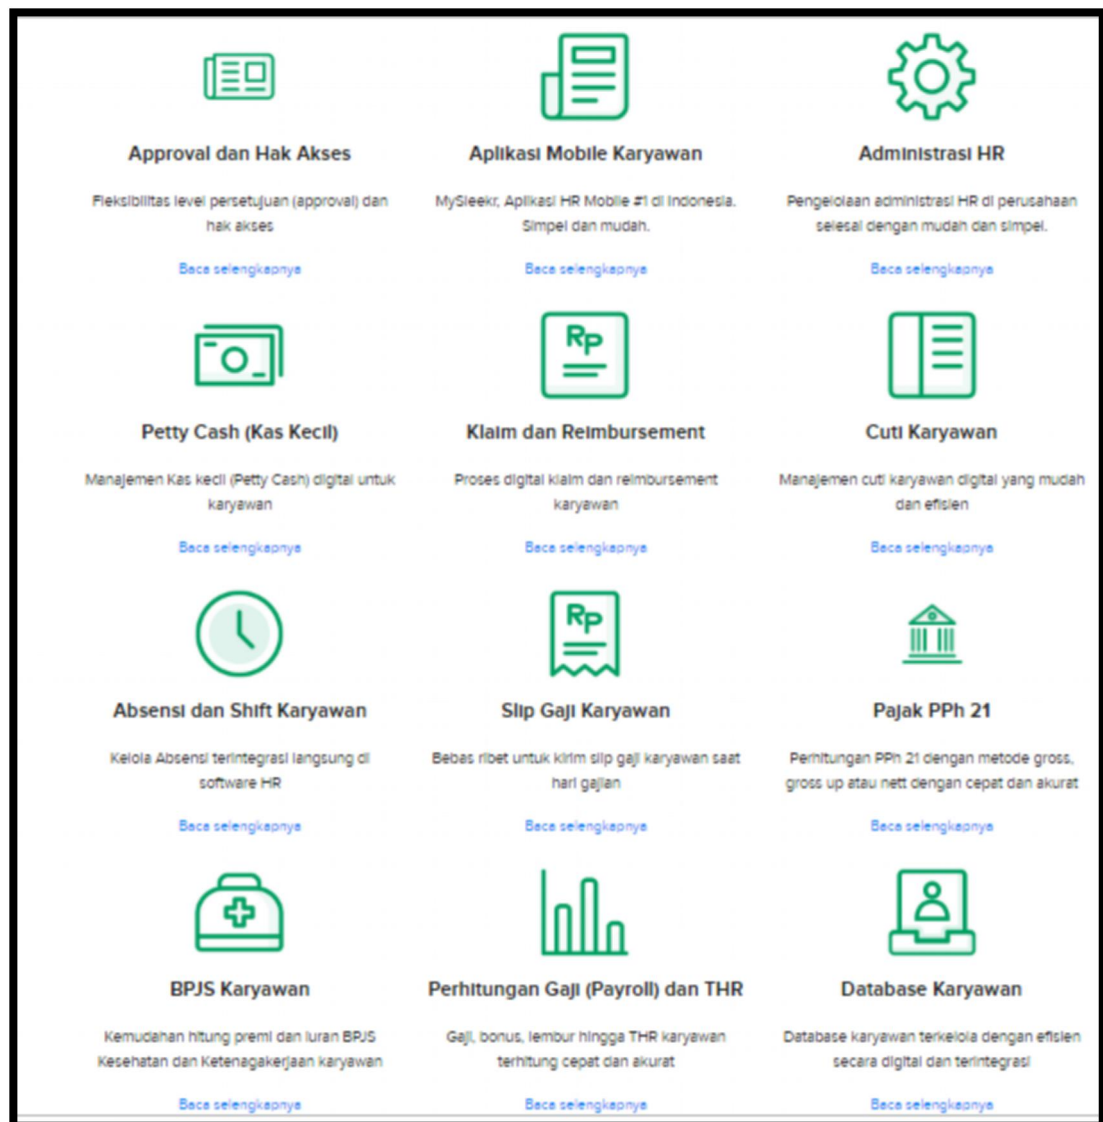 Approval dan Hak Akses
Fleksibilitas level persetujuan (approval) dan
hak akses
Baca selengkapnya
Aplikasi Mobile Karyawan
MySleekr, Aplikasi HR Mobile #1 di Indonesia.
Simpel dan mudah.
Baca selengkapnya
Administrasi HR
Pengelolaan administrasi HR di perusahaan
selesai dengan mudah dan simpel.
Baca selengkapnya
Petty Cash (Kas Kecil)
Manajemen Kas kecil (Petty Cash) digital untuk
karyawan
Baca selengkapnya
RP
Klaim dan Reimbursement
Proses digital klaim dan reimbursement
karyawan
Baca selengkapnya
Cuti Karyawan
Manajemen cuti karyawan digital yang mudah
dan efisien
Baca selengkapnya
Absensi dan Shift Karyawan
Kelola Absensi terintegrasi langsung di
software HR
Baca selengkapnya
RP
Slip Gaji Karyawan
Bebas ribet untuk kirim slip gaji karyawan saat
hari gajian
Baca selengkapnya
Pajak PPh 21
Perhitungan PPh 21 dengan metode gross,
gross up atau nett dengan cepat dan akurat
Baca selengkapnya
BPJS Karyawan
Kemudahan hitung premi dan iuran BPJS
Kesehatan dan Ketenagakerjaan karyawan
Baca selengkapnya
Perhitungan Gaji (Payroll) dan THR
Gaji, bonus, lembur hingga THR karyawan
terhitung cepat dan akurat
Baca selengkapnya
Database Karyawan
Database karyawan terkelola dengan efisien
secara digital dan terintegrasi
Baca selengkapnya